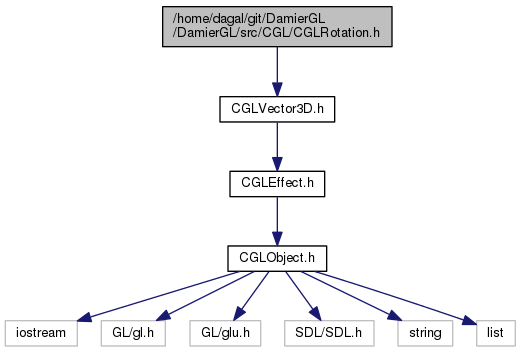 /home/dagal/git/DamierGL
/DamierGL/src/CGL/CGLRotation.h
CGLVector3D.h
CGLEffect.h
CGLObject.h
iostream
GL/gl.h
GL/glu.h
SDL/SDL.h
string
list